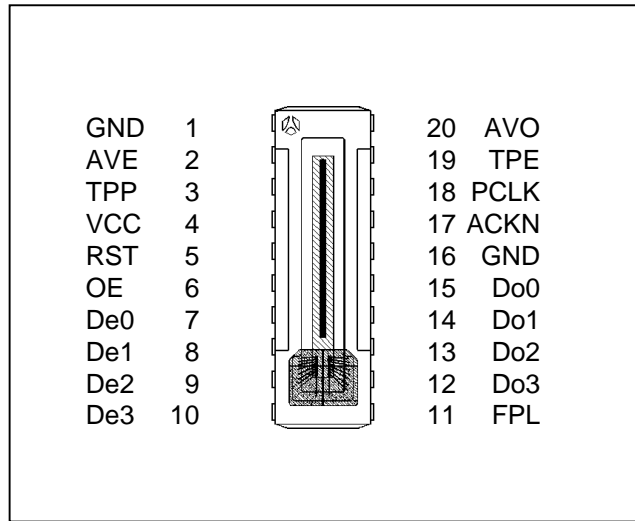 GND 1 20 AVO
AVE 2 19 TPE
TPP 3 18 PCLK
VCC 4 17 ACKN
RST 5 16 GND
OE 6 15 Do0
De0 7 14 Do1
De1 8 13 Do2
De2 9 12 Do3
De3 10 11 FPL